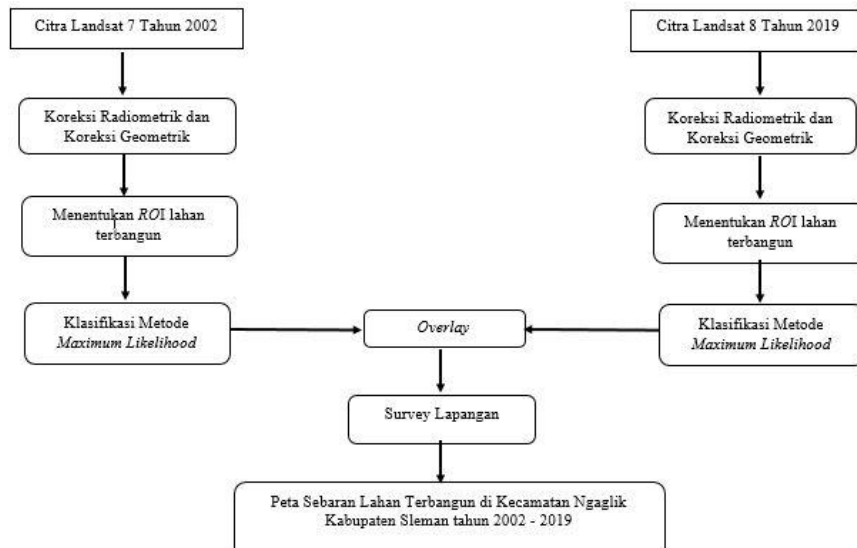 Citra Landsat 7 Tahun 2002
Citra Landsat 8 Tahun 2019
Koreksi Radiometrik dan
Koreksi Geometrik
Koreksi Radiometrik dan
Koreksi Geometrik
Menentukan ROI lahan
terbangun
Menentukan ROI lahan
terbangun
Klasifikasi Metode
Maximum Likelihood
Overlay
Klasifikasi Metode
Maximum Likelihood
Survey Lapangan
Peta Sebaran Lahan Terbangun di Kecamatan Ngaglik
Kabupaten Sleman tahun 2002 - 2019